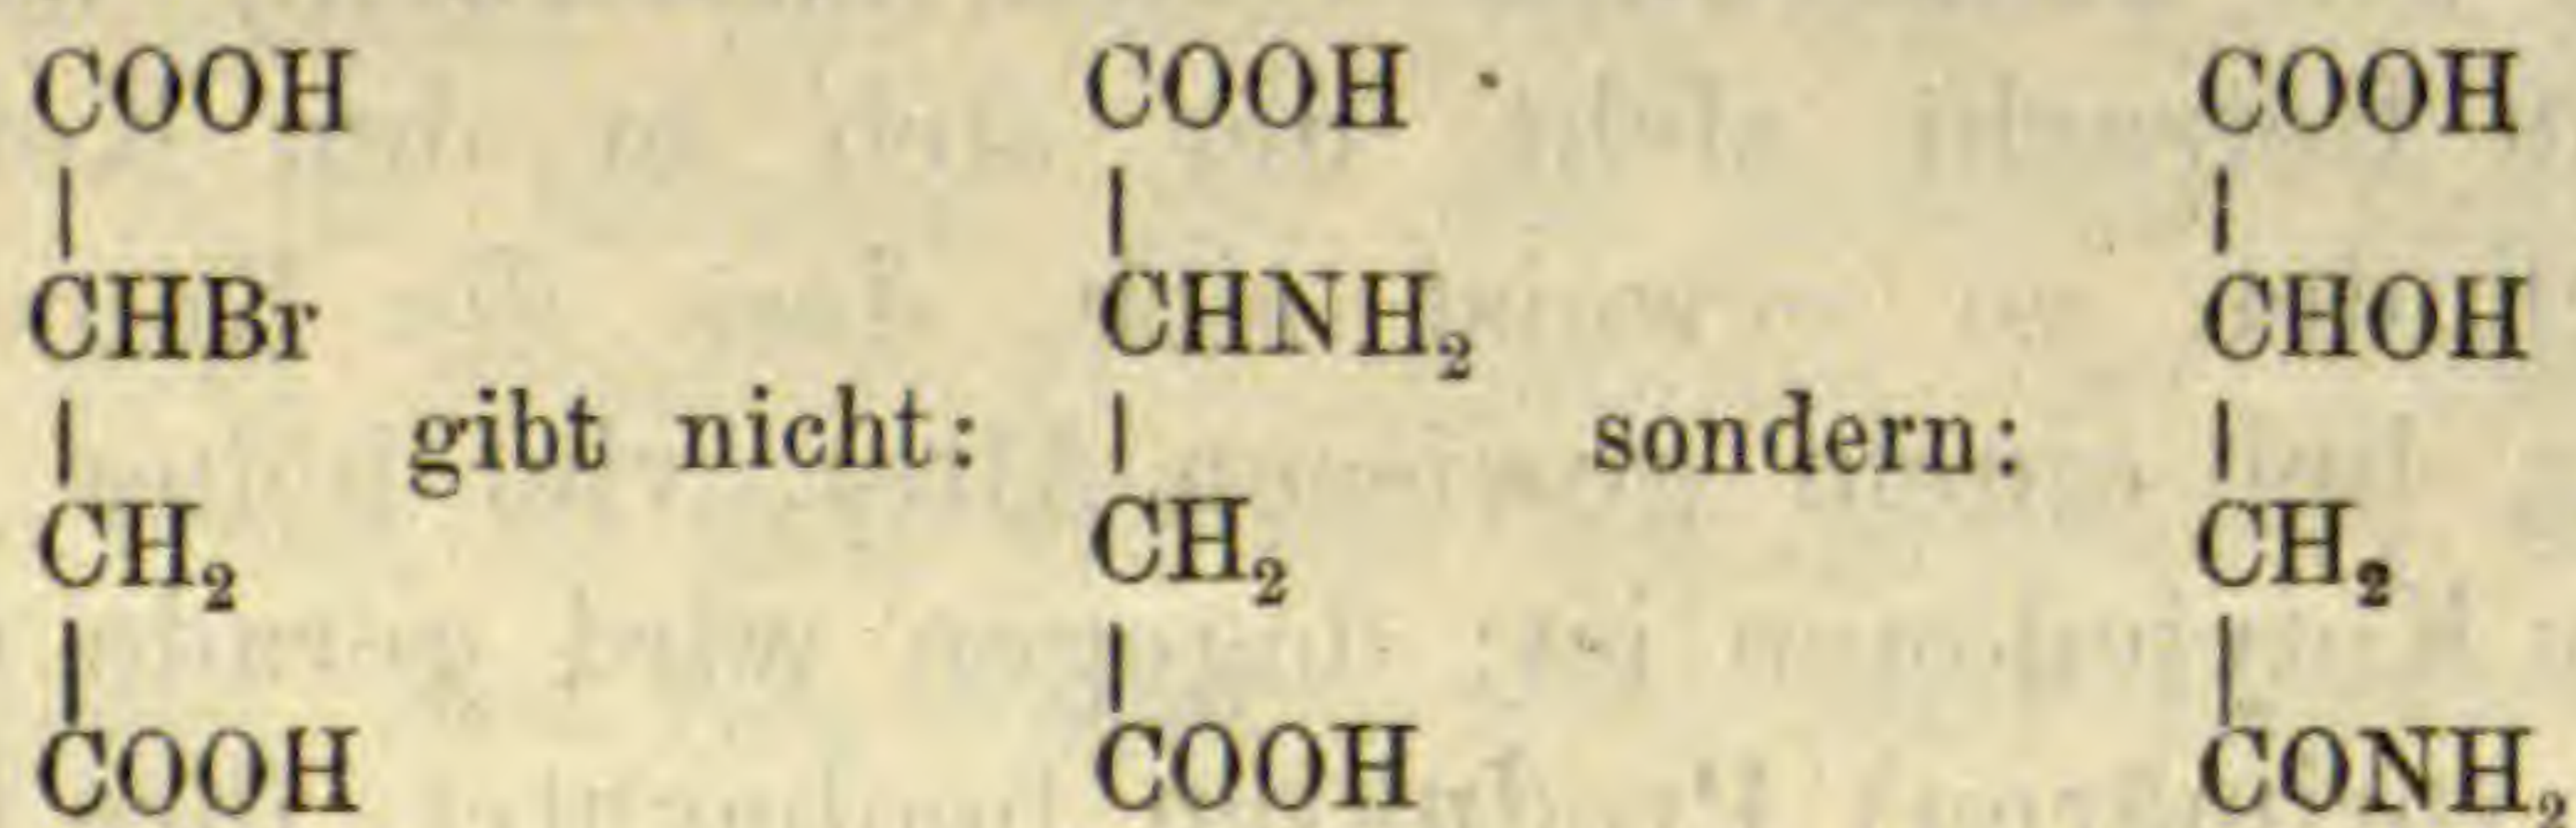 COOH COOH COOH
| | |
CHBr CHNH₂ CHOH
| gibt nicht: | sondern: |
CH₂ CH₂ CH₂
| | |
COOH COOH CONH₂